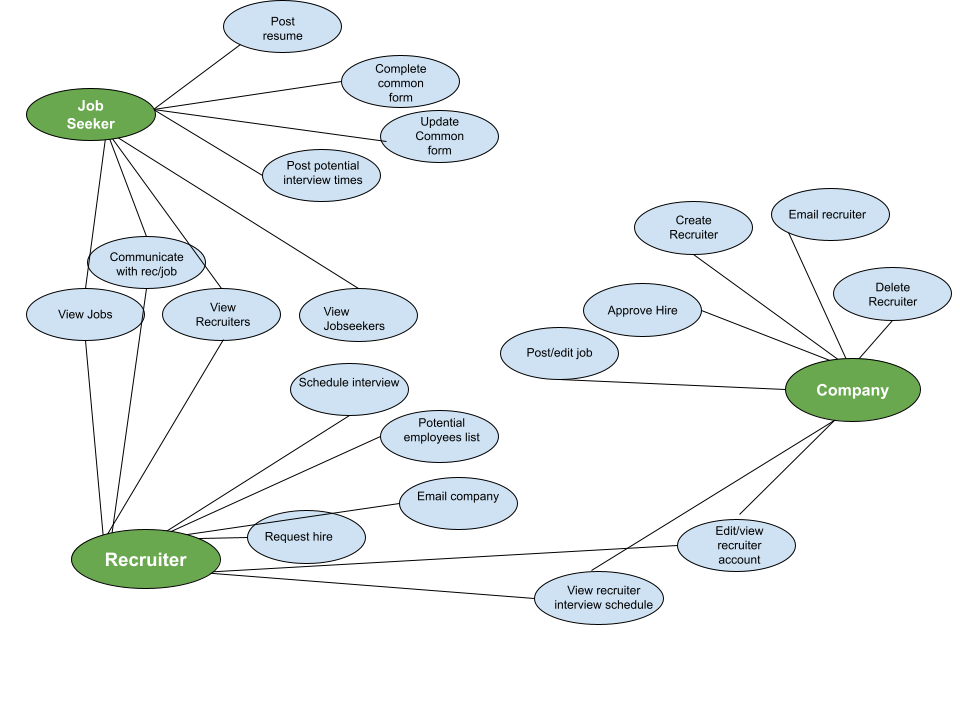 Post
resume
Complete
common
form
Job
Seeker
Update
Common
form
Post potential
interview times
Create
Recruiter
Email recruiter
Communicate
with rec/job
View Jobs
View
Recruiters
View
Jobseekers
Approve Hire
Delete
Recruiter
Post/edit job
Schedule interview
Company
Potential
employees list
Email company
Request hire
Recruiter
Edit/view
recruiter
account
View recruiter
interview schedule